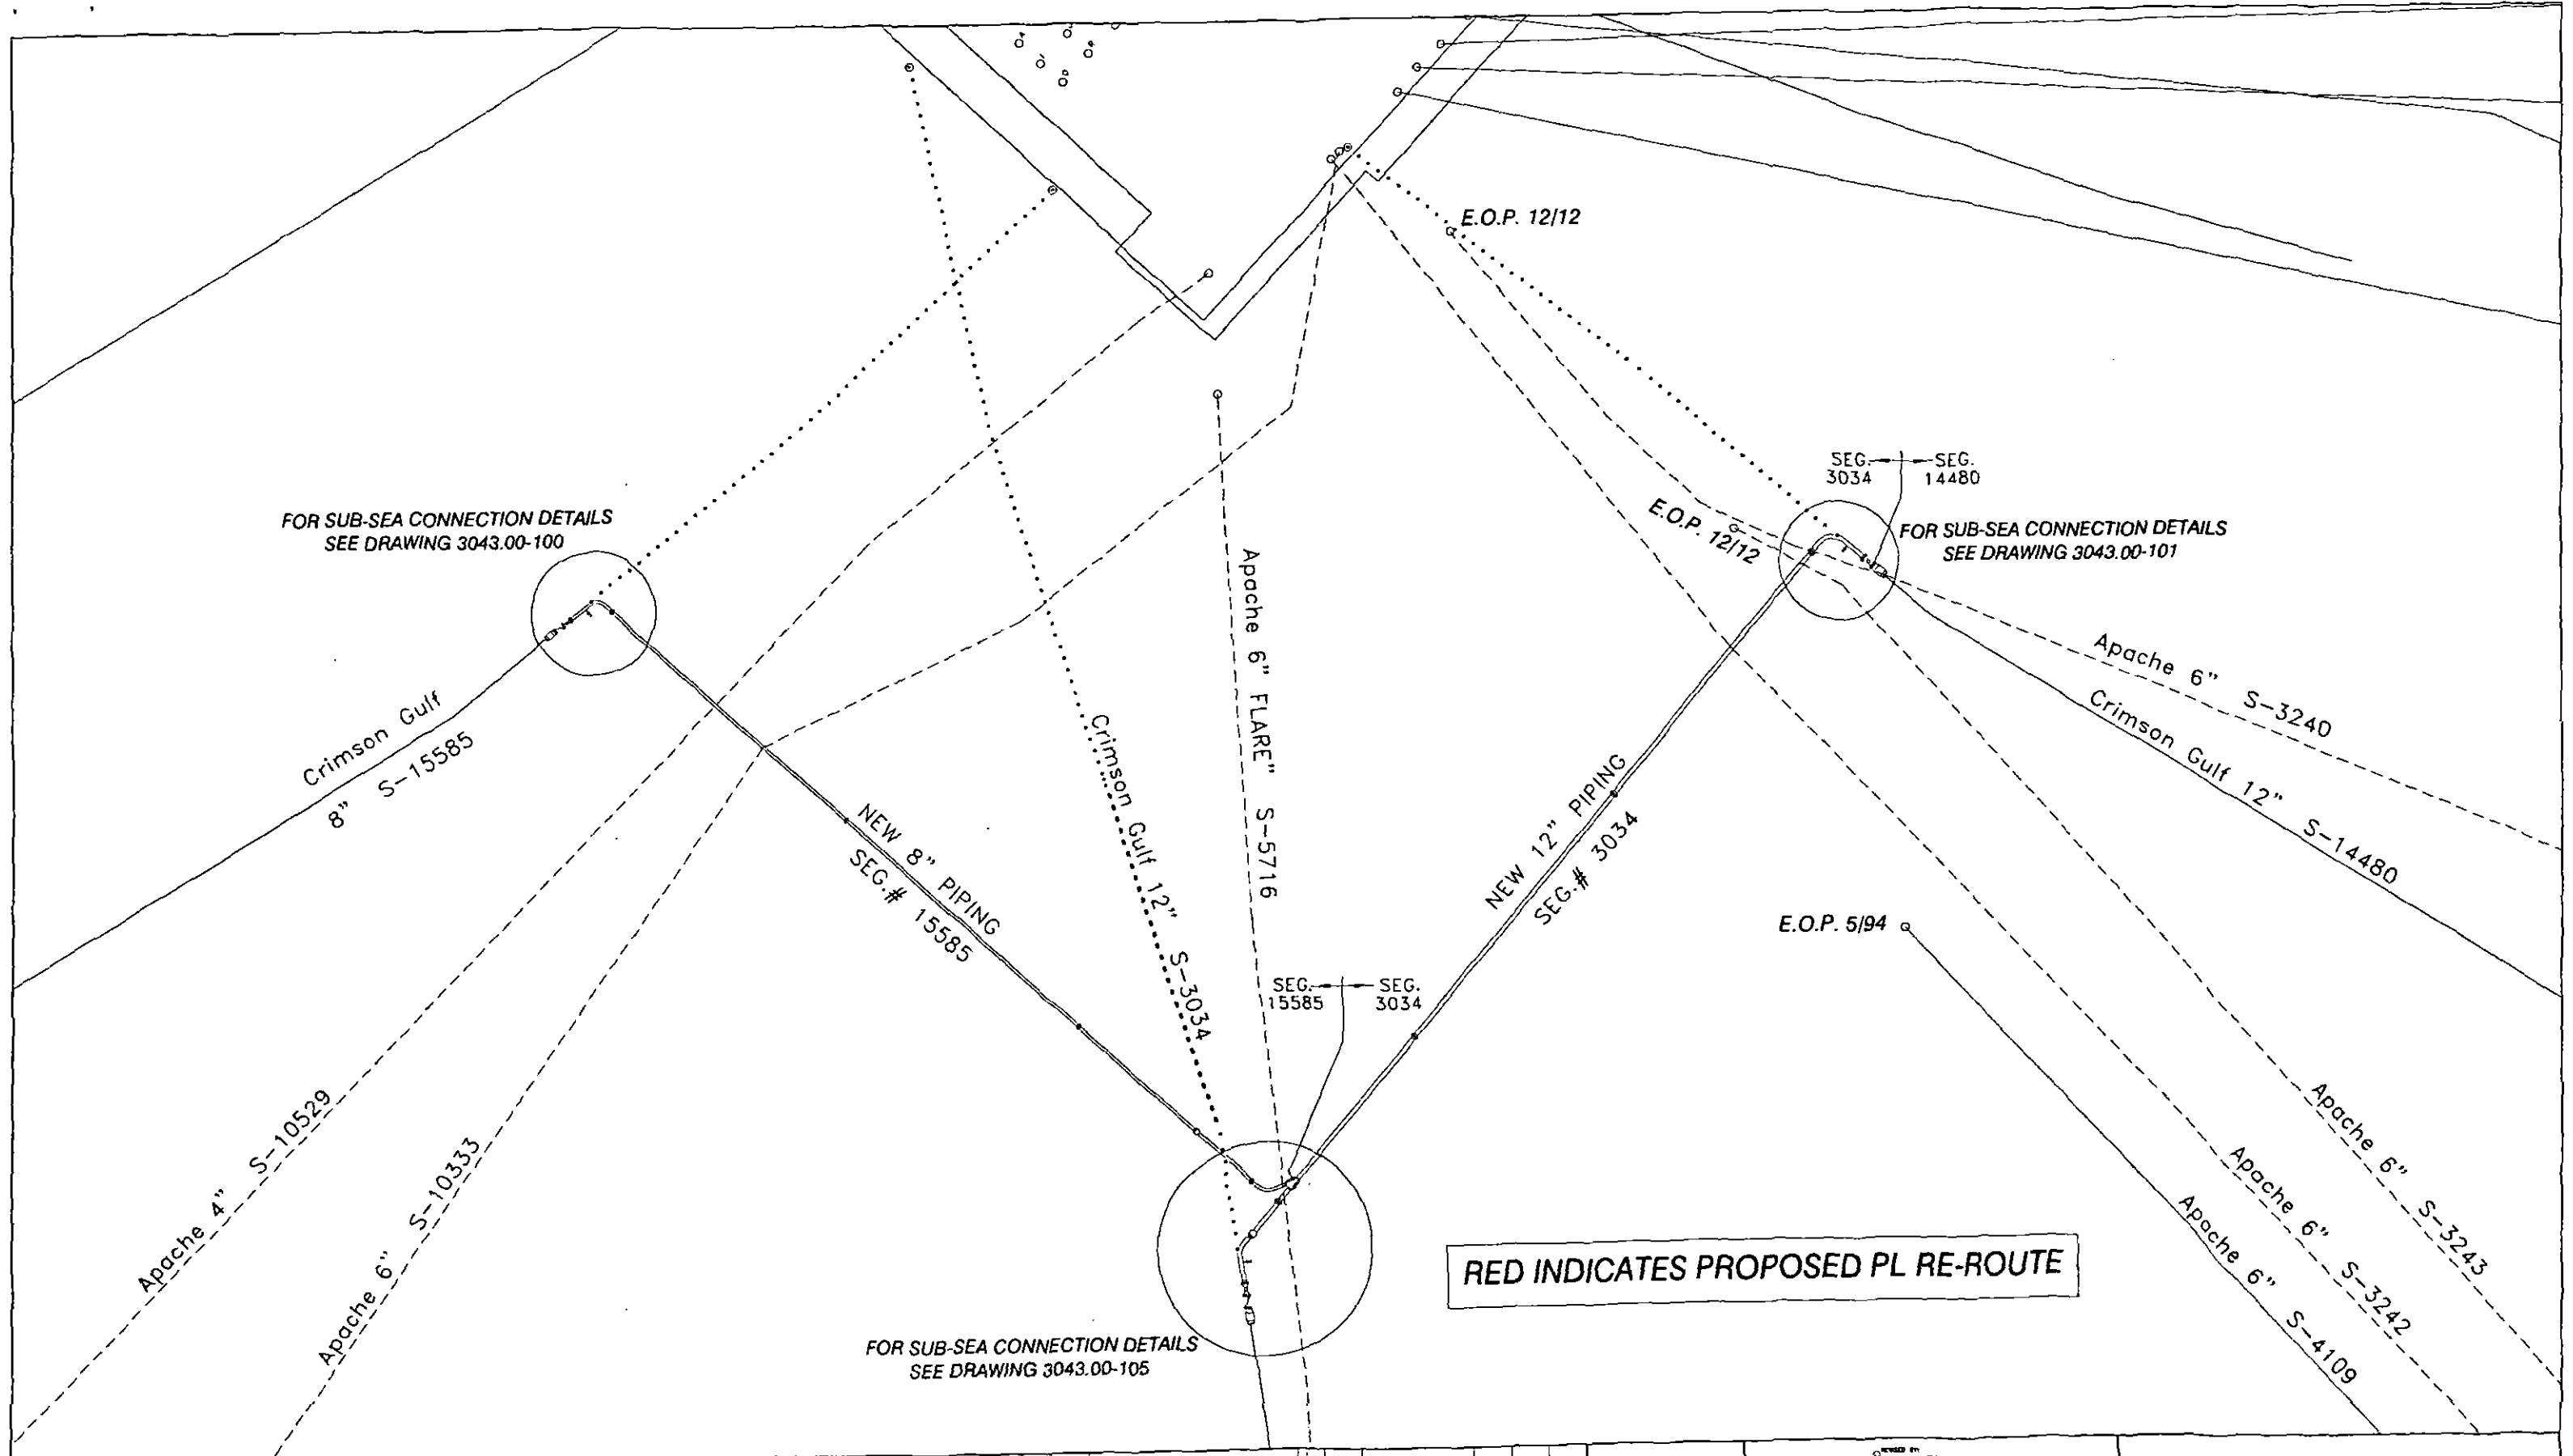 E.O.P. 12/12
SEG. SEG.
3034 14480
FOR SUB-SEA CONNECTION DETAILS
SEE DRAWING 3043.00-100
E.O.P. 12/12
FOR SUB-SEA CONNECTION DETAILS
SEE DRAWING 3043.00-101
Apache 6" FLARE" S-5716
Apache 6" S-3240
Crimson Gulf 12" S-14480
Crimson Gulf
8" S-15585
Crimson Gulf 12" S-3034
NEW 8" PIPING
SEG.# 15585
NEW 12" PIPING
SEG.# 3034
E.O.P. 5/94
SEG. SEG.
15585 3034
Apache 4" S-10529
Apache 6" S-10333
Apache 6" S-3243
Apache 6" S-3242
Apache 6" S-4109
RED INDICATES PROPOSED PL RE-ROUTE
FOR SUB-SEA CONNECTION DETAILS
SEE DRAWING 3043.00-105